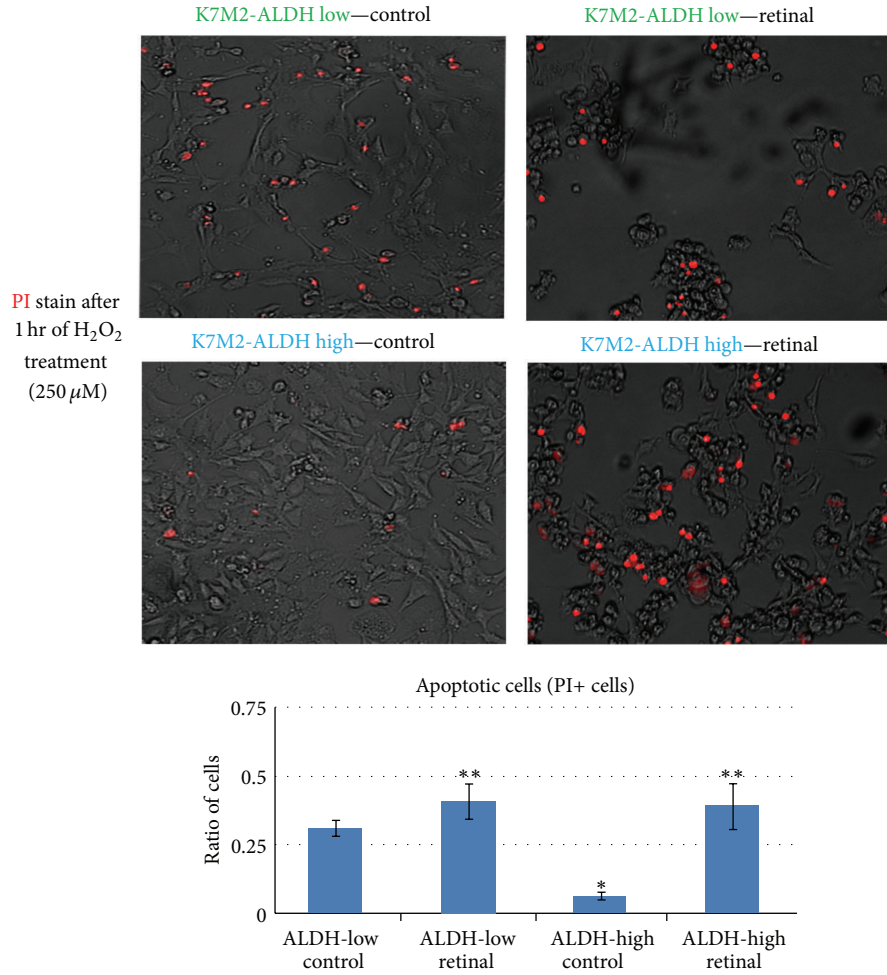 K7M2-ALDH low—control
K7M2-ALDH low—retinal
PI stain after
1 hr of H₂O₂
treatment
(250 μM)
K7M2-ALDH high—control
K7M2-ALDH high—retinal
Apoptotic cells (PI+ cells)
Ratio of cells
0.75
0.5
0.25
0
**
*
**
ALDH-low
control
ALDH-low
retinal
ALDH-high
control
ALDH-high
retinal